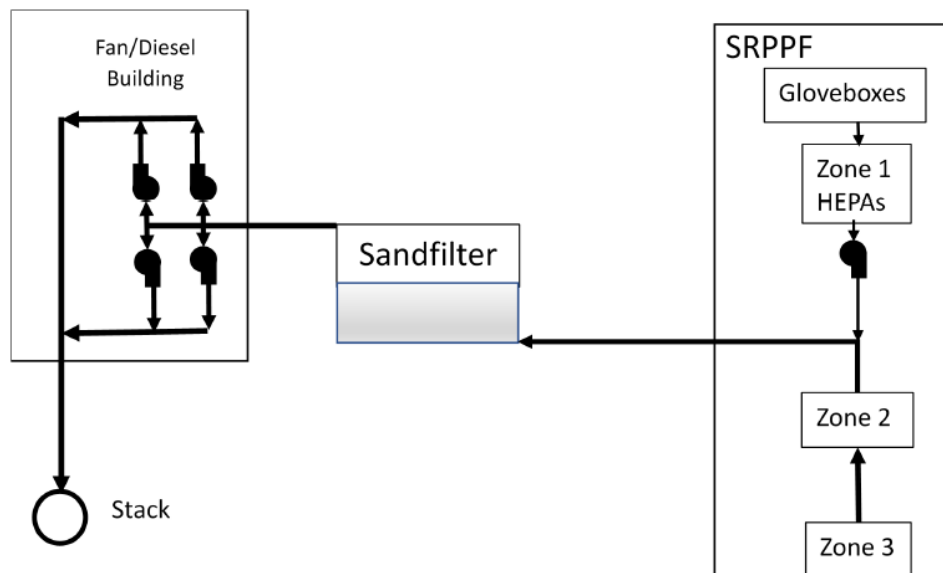 Fan/Diesel
Building
SRPPF
Gloveboxes
Zone 1
HEPAs
Sandfilter
Zone 2
Stack
Zone 3